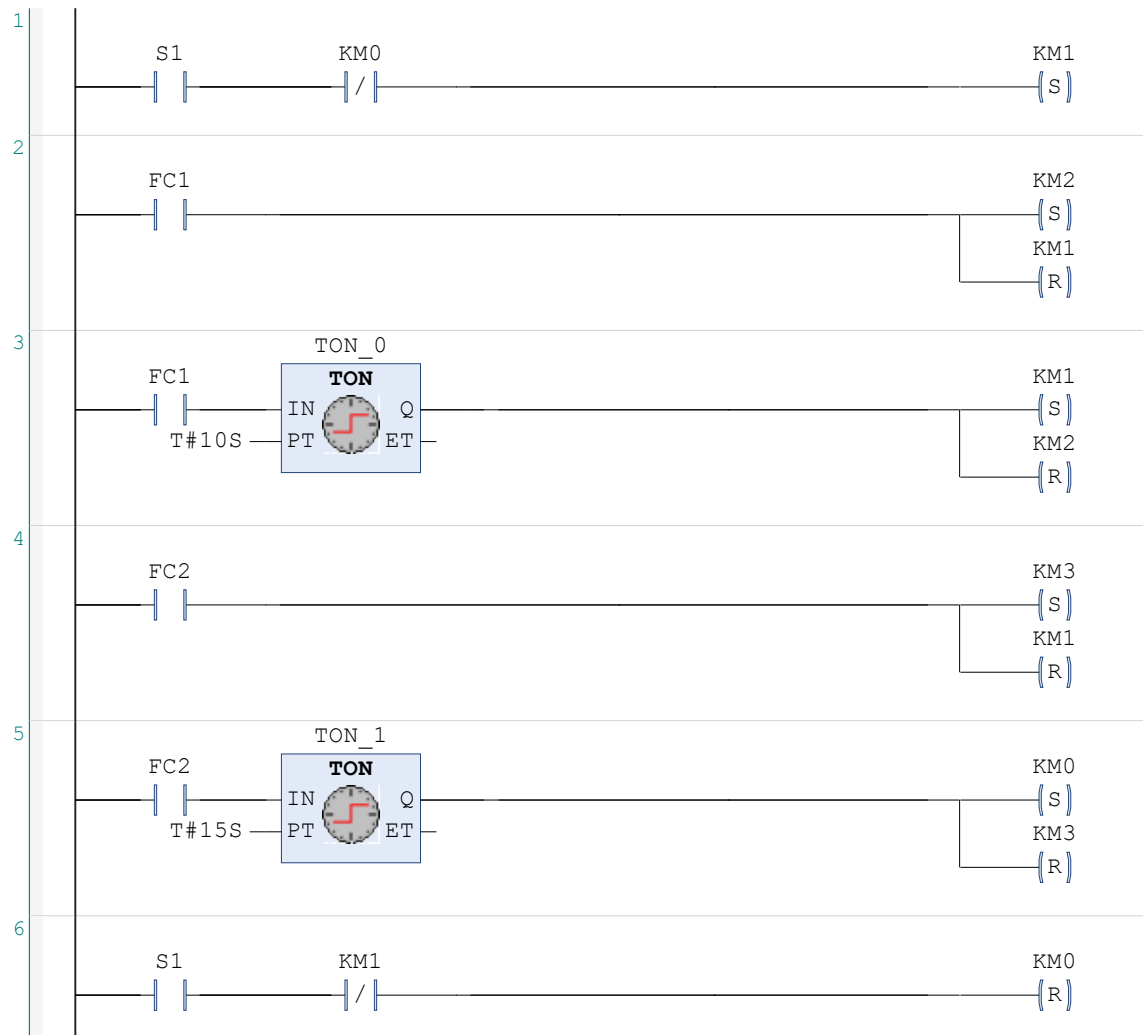 1
S1 KM0 KM1
/ S
2
FC1 KM2
S
KM1
R
3
TON_0
FC1 TON KM1
IN Q S
T#10S PT ET KM2
R
4
FC2 KM3
S
KM1
R
5
TON_1
FC2 TON KM0
IN Q S
T#15S PT ET KM3
R
6
S1 KM1 KM0
/ R